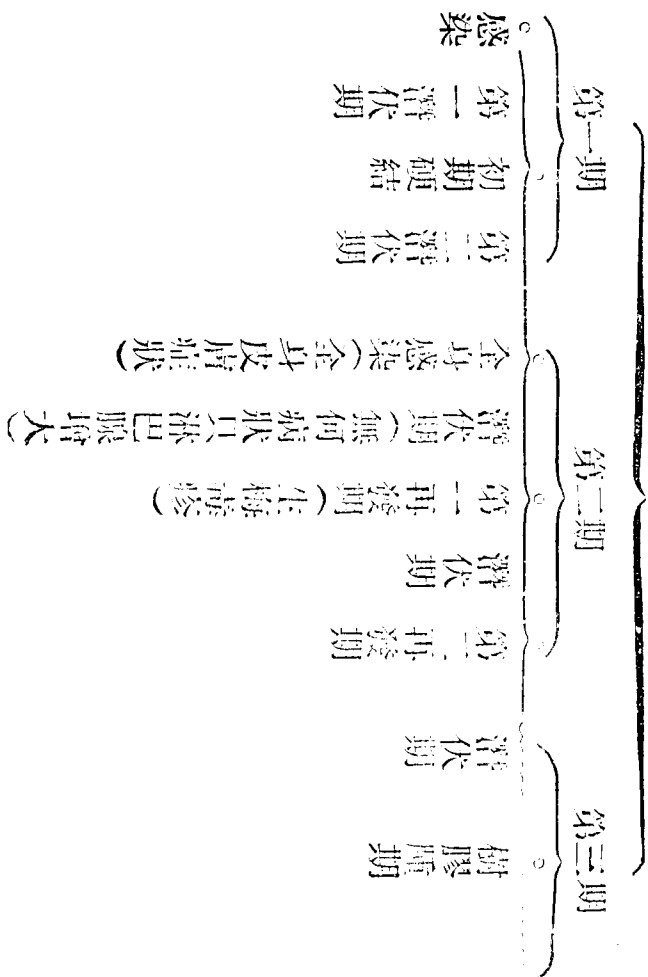 第一期
感染
第一潛伏期
初期硬結
第二潛伏期
第二期
全身感染(全身皮膚症狀)
潛伏期(無何病狀只淋巴腺增大)
第一再發期(生梅毒疹)
潛伏期
第二再發期
第三期
潛伏期
樹膠腫期